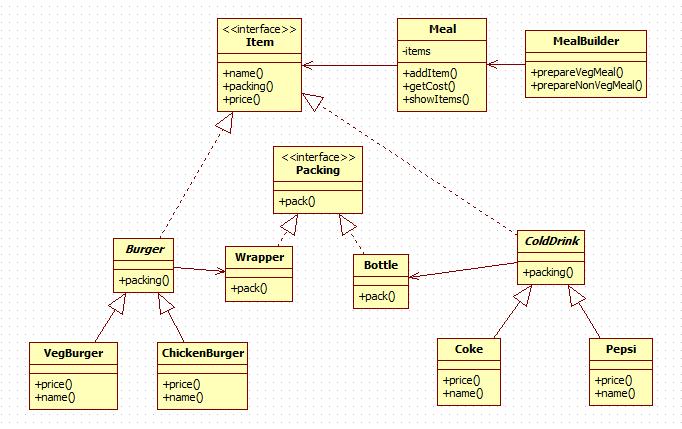 <<interface>>
Item
+name()
+packing()
+price()
Meal
-items
+addItem()
+getCost()
+showItems()
MealBuilder
+prepareVegMeal()
+prepareNonVegMeal()
<<interface>>
Packing
+pack()
Burger
+packing()
Wrapper
+pack()
Bottle
+pack()
ColdDrink
+packing()
VegBurger
+price()
+name()
ChickenBurger
+price()
+name()
Coke
+price()
+name()
Pepsi
+price()
+name()